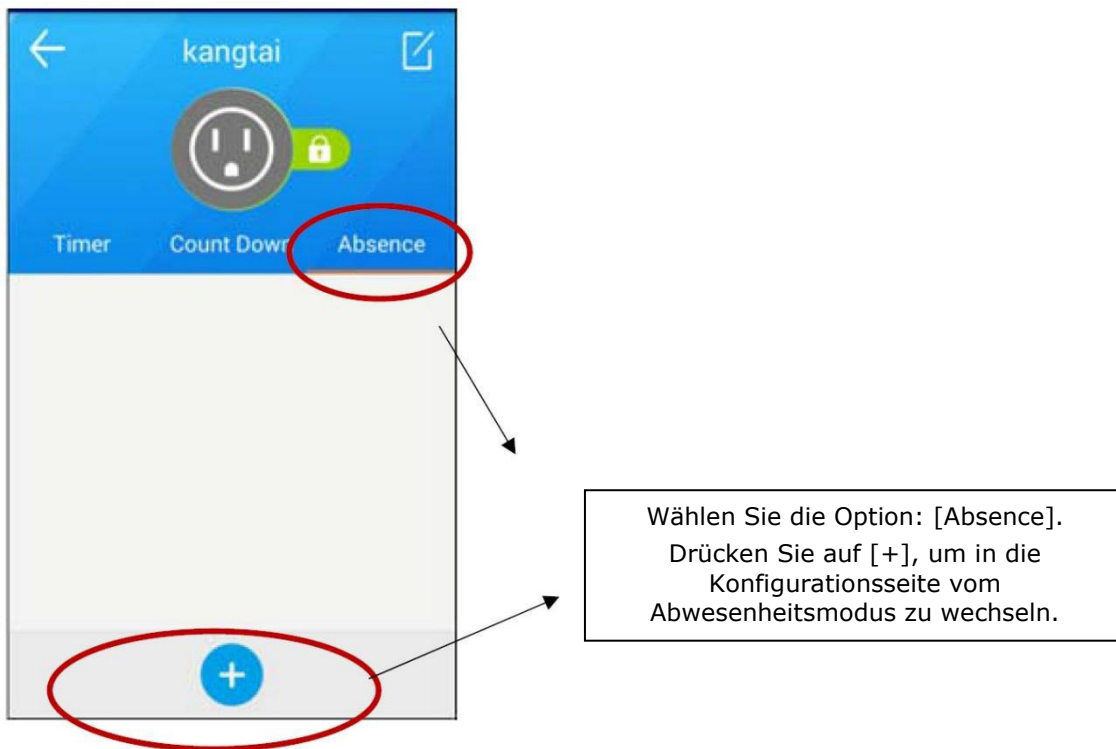 kangtai
Timer Count Down Absence
Wählen Sie die Option: [Absence].
Drücken Sie auf [+], um in die
Konfigurationsseite vom
Abwesenheitsmodus zu wechseln.